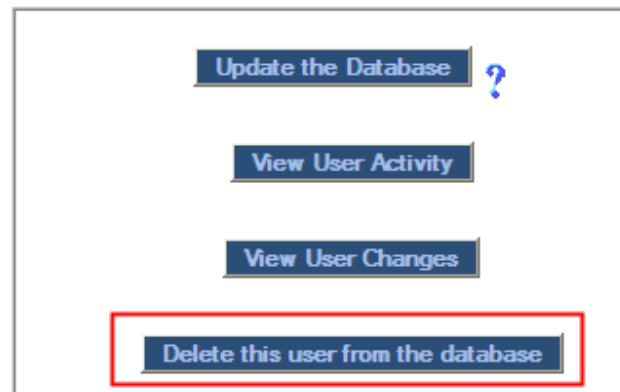 Update the Database ?
View User Activity
View User Changes
Delete this user from the database